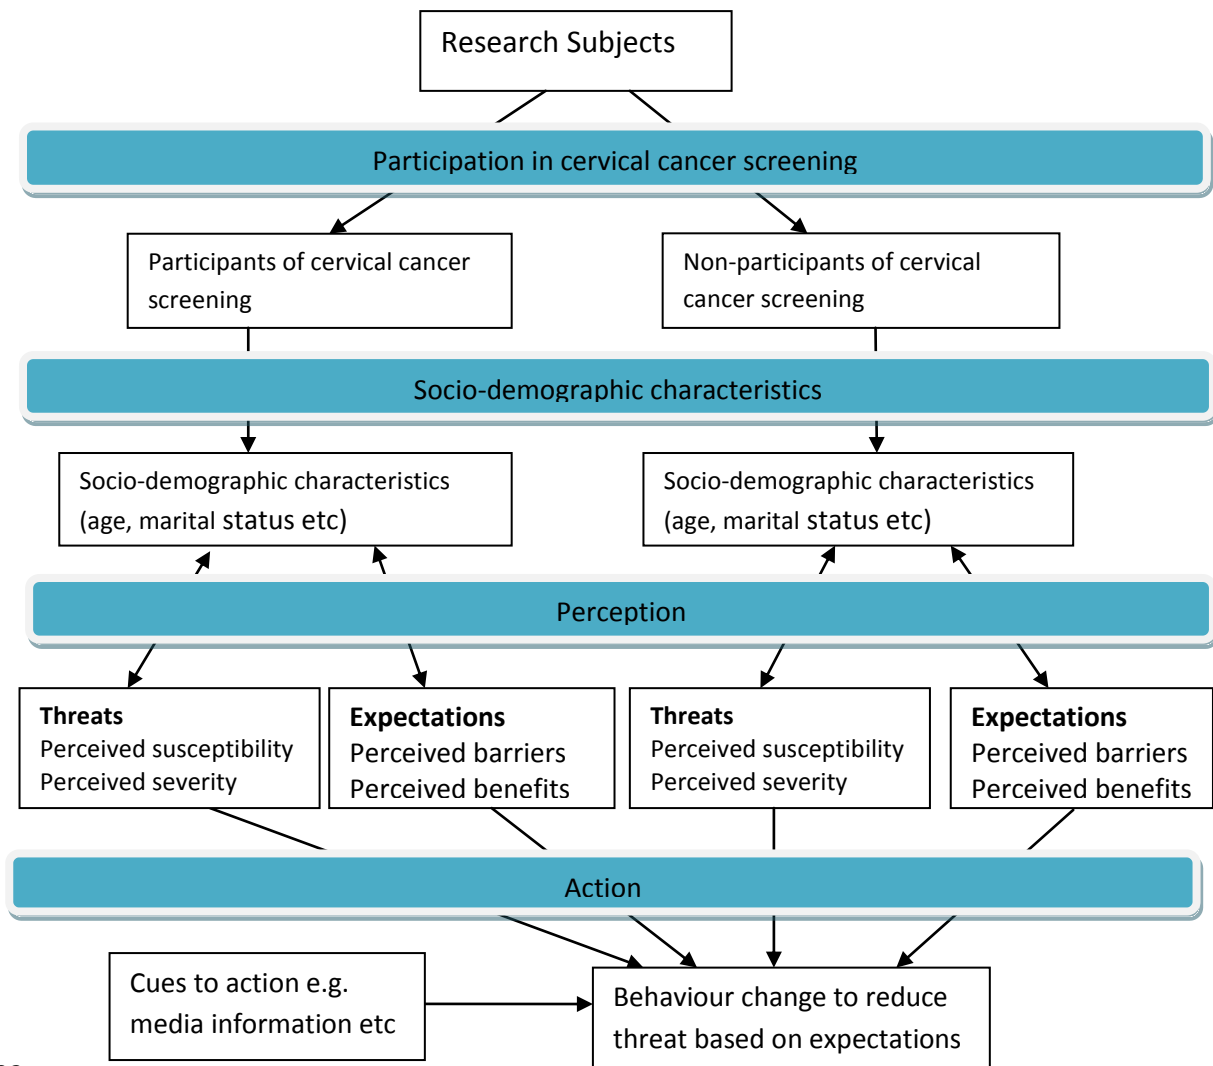 Research Subjects
Participation in cervical cancer screening
Participants of cervical cancer
screening
Non-participants of cervical
cancer screening
Socio-demographic characteristics
Socio-demographic characteristics
(age, marital status etc)
Socio-demographic characteristics
(age, marital status etc)
Perception
Threats
Perceived susceptibility
Perceived severity
Expectations
Perceived barriers
Perceived benefits
Threats
Perceived susceptibility
Perceived severity
Expectations
Perceived barriers
Perceived benefits
Action
Cues to action e.g.
media information etc
Behaviour change to reduce
threat based on expectations